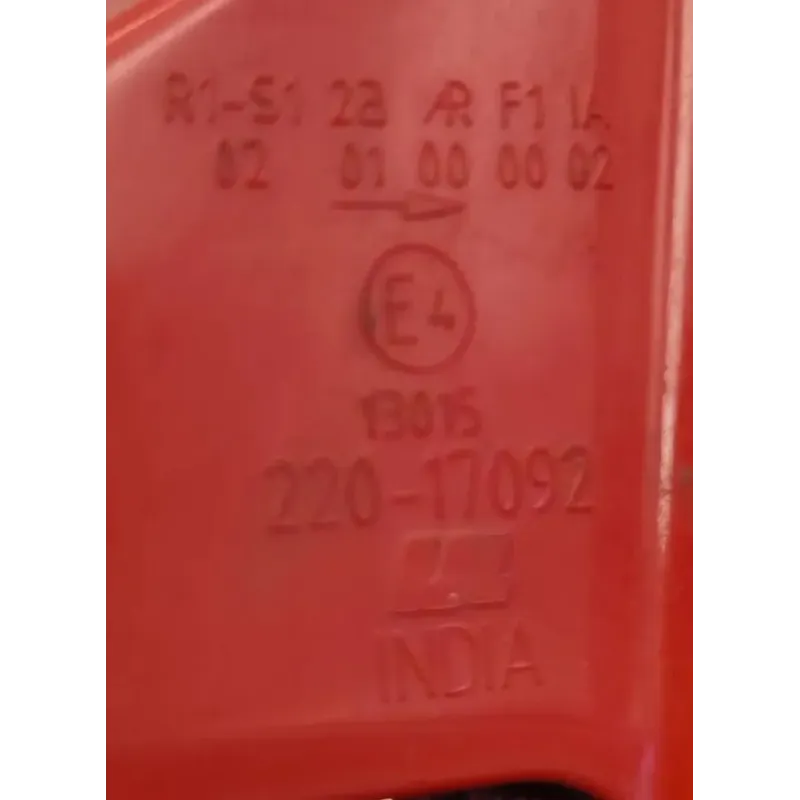 R1-S1 2a AR F1 IA
02 01 00 00 02
E4
13015
220-17092
INDIA